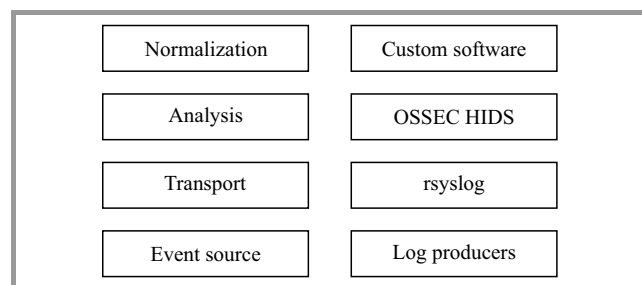 Normalization
Custom software
Analysis
OSSEC HIDS
Transport
rsyslog
Event source
Log producers